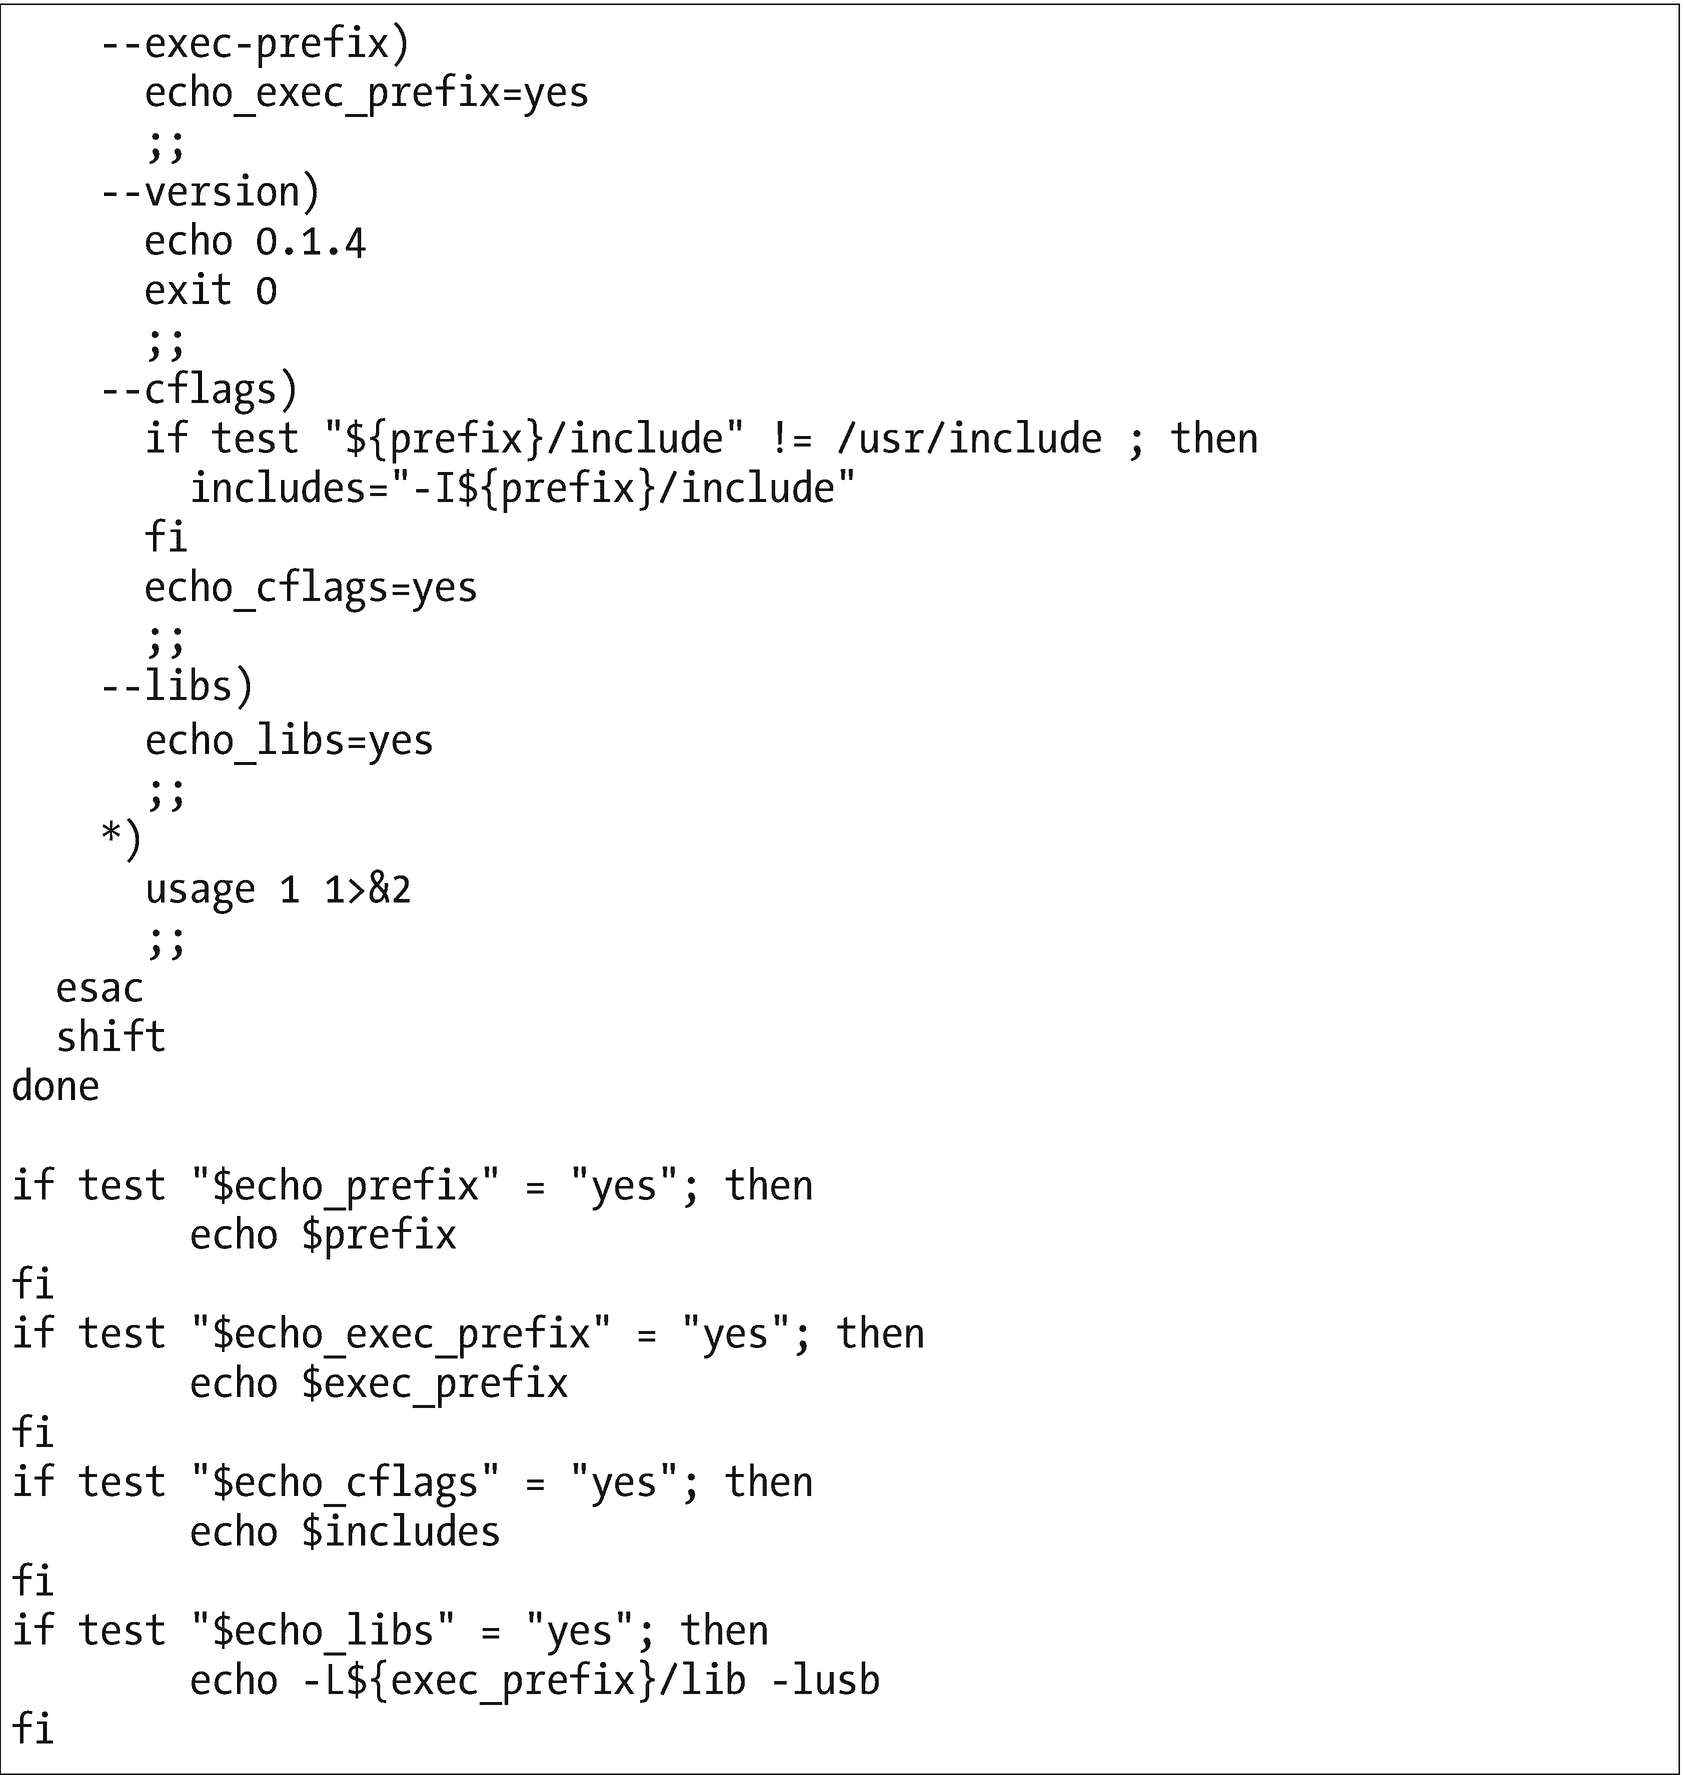 --exec-prefix)
      echo_exec_prefix=yes
      ;;
    --version)
      echo 0.1.4
      exit 0
      ;;
    --cflags)
      if test "${prefix}/include" != /usr/include ; then
        includes="-I${prefix}/include"
      fi
      echo_cflags=yes
      ;;
    --libs)
      echo_libs=yes
      ;;
    *)
      usage 1 1>&2
      ;;
  esac
  shift
done

if test "$echo_prefix" = "yes"; then
        echo $prefix
fi
if test "$echo_exec_prefix" = "yes"; then
        echo $exec_prefix
fi
if test "$echo_cflags" = "yes"; then
        echo $includes
fi
if test "$echo_libs" = "yes"; then
        echo -L${exec_prefix}/lib -lusb
fi